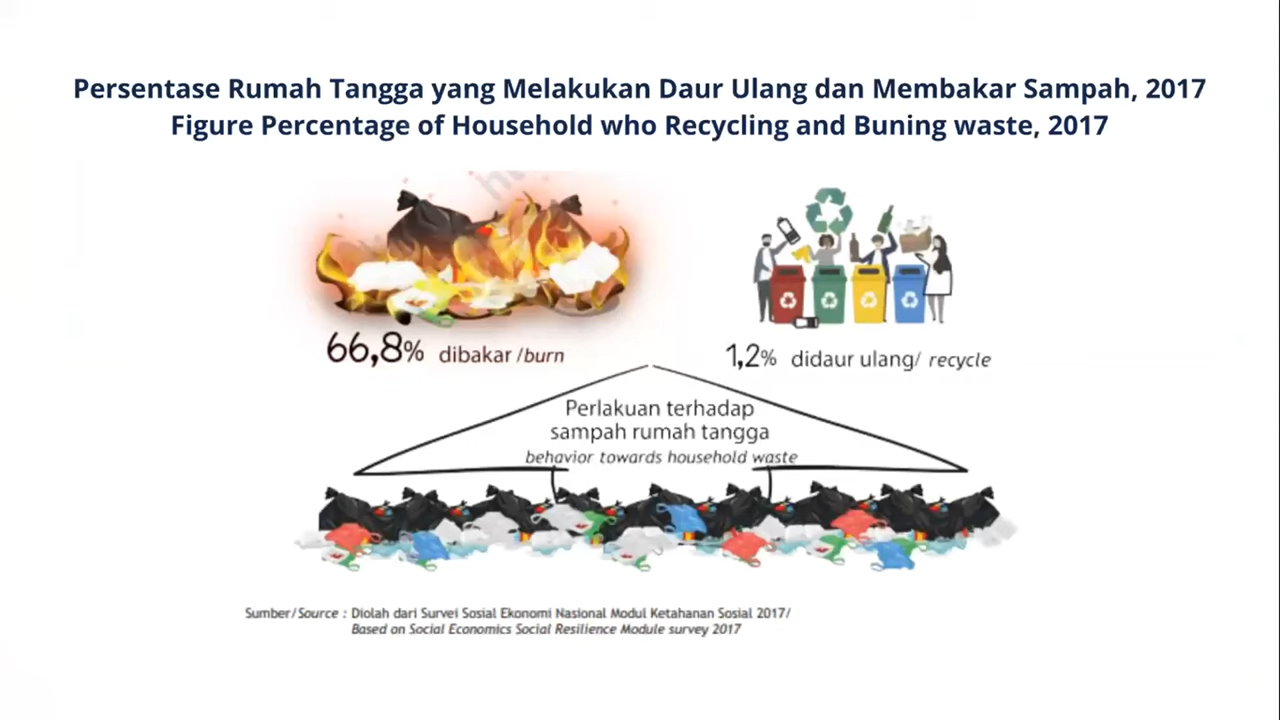 Persentase Rumah Tangga yang Melakukan Daur Ulang dan Membakar Sampah, 2017
Figure Percentage of Household who Recycling and Buning waste, 2017
66,8% dibakar /burn
1,2% didaur ulang/ recycle
Perlakuan terhadap
sampah rumah tangga
behavior towards household waste
Sumber/Source : Diolah dari Survei Sosial Ekonomi Nasional Modul Ketahanan Sosial 2017/
Based on Social Economics Social Resilience Module survey 2017